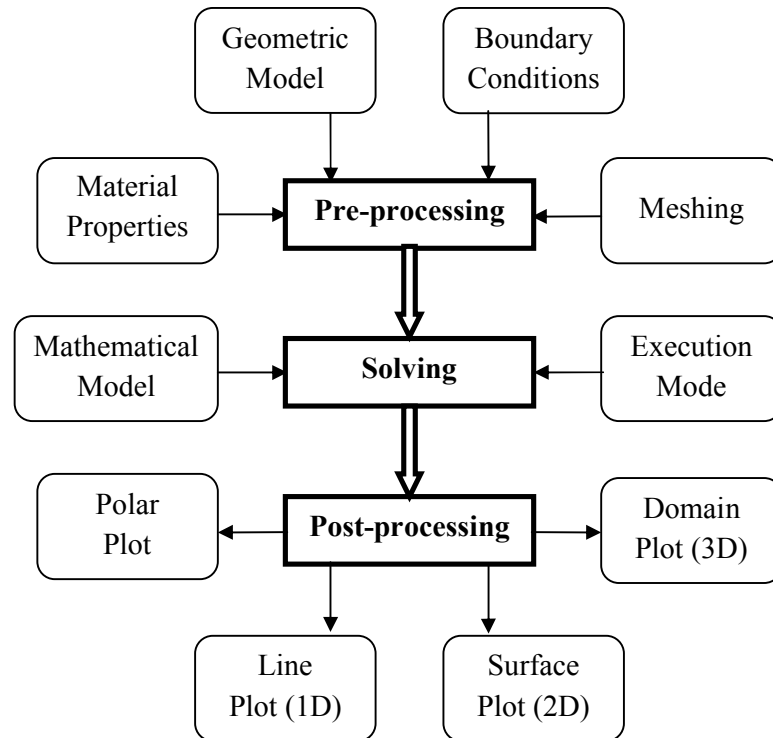 Geometric
Model
Boundary
Conditions
Material
Properties
Pre-processing
Meshing
Mathematical
Model
Solving
Execution
Mode
Polar
Plot
Post-processing
Domain
Plot (3D)
Line
Plot (1D)
Surface
Plot (2D)